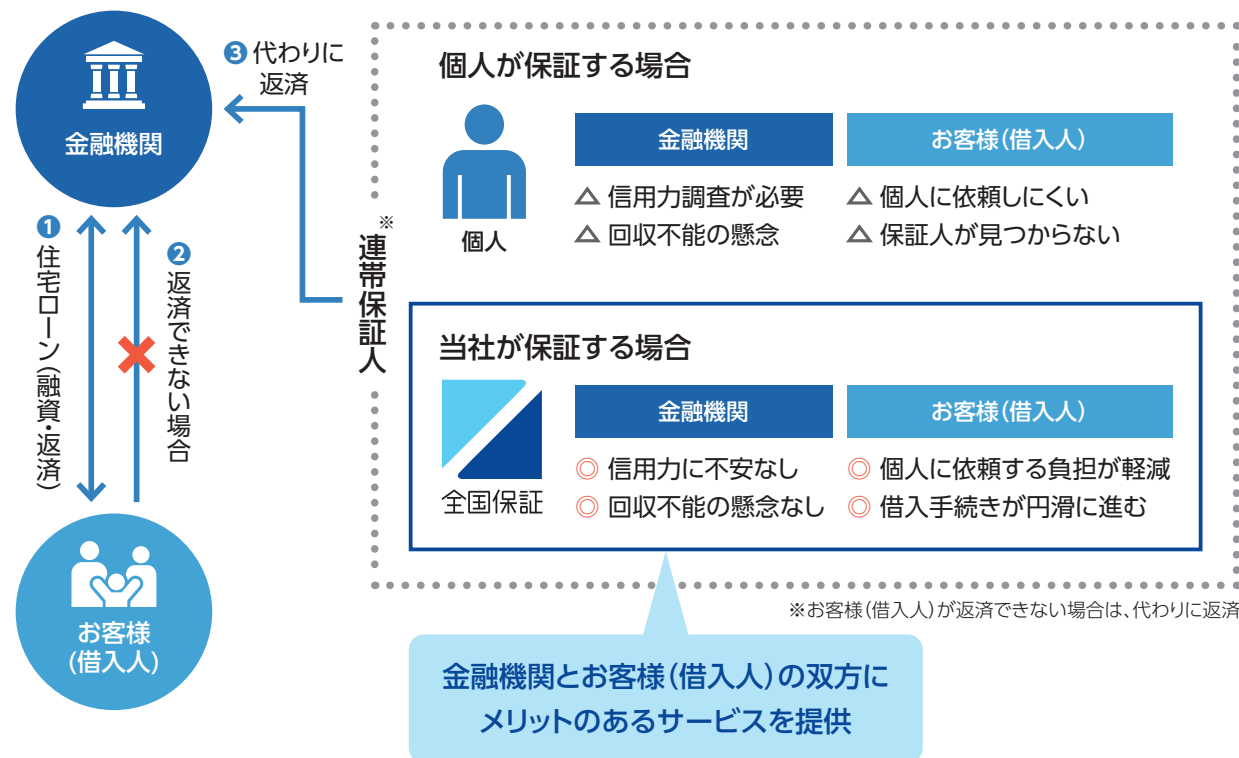 金融機関
❸代わりに
返済
❶住宅ローン(融資・返済)
❷返済できない場合
お客様
(借入人)
※
連帯保証人
個人が保証する場合
個人
金融機関
お客様(借入人)
△ 信用力調査が必要
△ 個人に依頼しにくい
△ 回収不能の懸念
△ 保証人が見つからない
当社が保証する場合
全国保証
金融機関
お客様(借入人)
◎ 信用力に不安なし
◎ 個人に依頼する負担が軽減
◎ 回収不能の懸念なし
◎ 借入手続きが円滑に進む
※お客様(借入人)が返済できない場合は、代わりに返済
金融機関とお客様(借入人)の双方に
メリットのあるサービスを提供